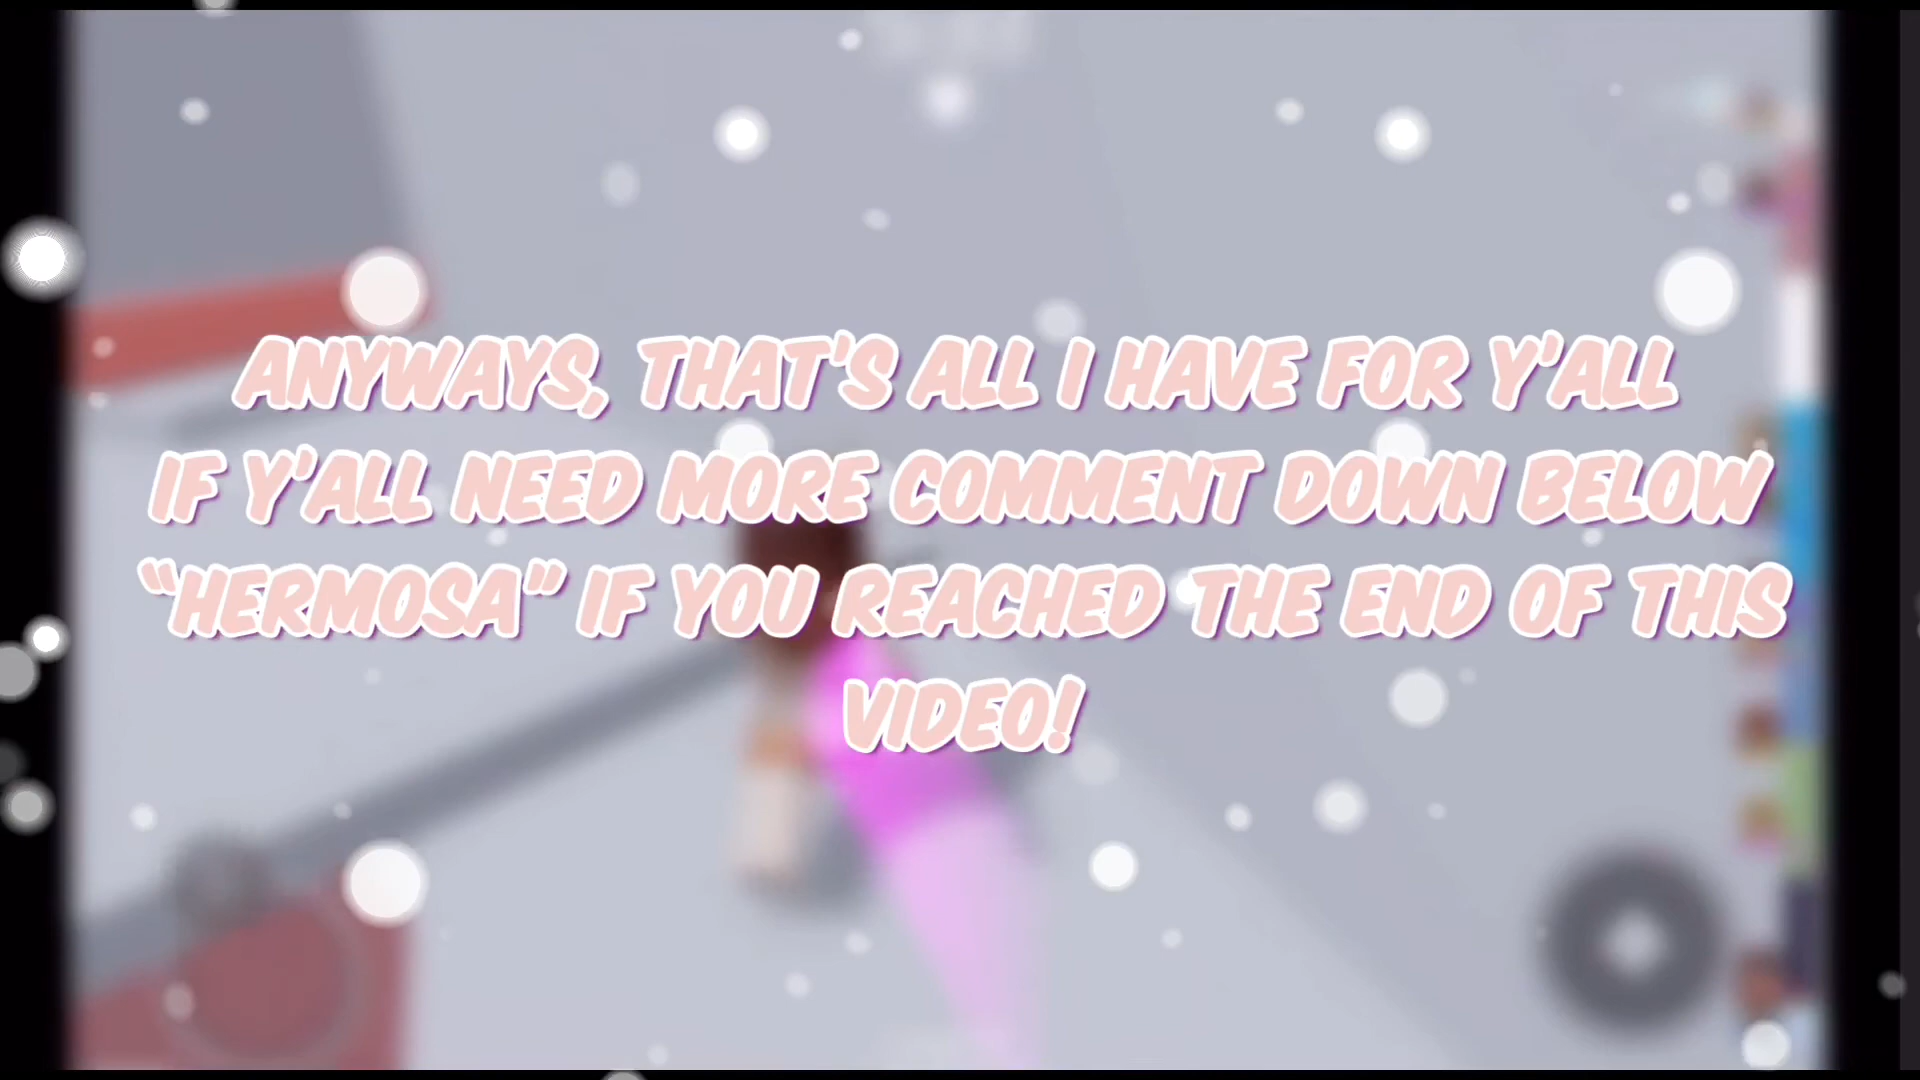 ANYWAYS, THAT'S ALL I HAVE FOR Y'ALL
IF Y'ALL NEED MORE COMMENT DOWN BELOW
“HERMOSA” IF YOU REACHED THE END OF THIS
VIDEO!